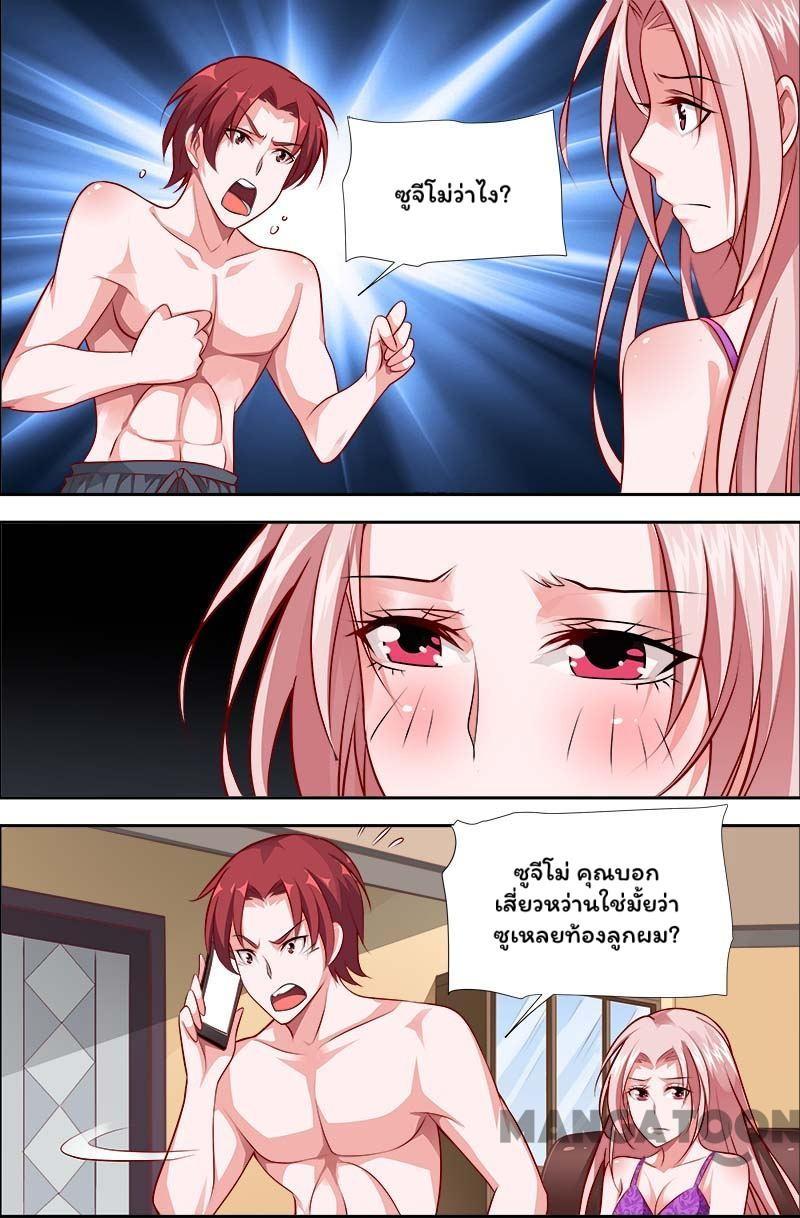 ซูจีโม่ว่าไง?
ซูจีโม่ คุณบอก
เสี่ยวหว่านใช่มั้ยว่า
ซูเหลยท้องลูกผม?
MANGATOON